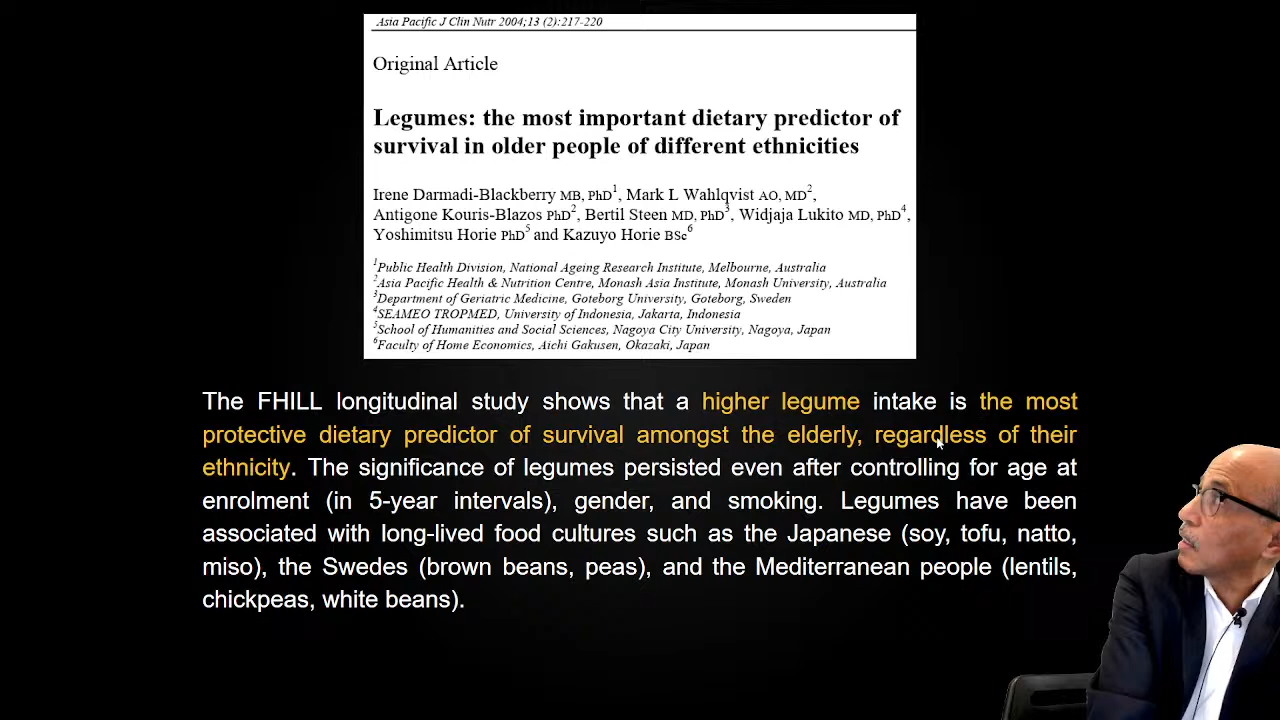 Asia Pacific J Clin Nutr 2004;13 (2):217-220
Original Article
Legumes: the most important dietary predictor of
survival in older people of different ethnicities
Irene Darmadi-Blackberry MB, PhD1, Mark L Wahlqvist AO, MD2,
Antigone Kouris-Blazos PhD2, Bertil Steen MD, PhD3, Widjaja Lukito MD, PhD4,
Yoshimitsu Horie PhD5 and Kazuyo Horie BSc6
1Public Health Division, National Ageing Research Institute, Melbourne, Australia
2Asia Pacific Health & Nutrition Centre, Monash Asia Institute, Monash University, Australia
3Department of Geriatric Medicine, Goteborg University, Goteborg, Sweden
4SEAMEO TROPMED, University of Indonesia, Jakarta, Indonesia
5School of Humanities and Social Sciences, Nagoya City University, Nagoya, Japan
6Faculty of Home Economics, Aichi Gakusen, Okazaki, Japan
The FHILL longitudinal study shows that a higher legume intake is the most
protective dietary predictor of survival amongst the elderly, regardless of their
ethnicity. The significance of legumes persisted even after controlling for age at
enrolment (in 5-year intervals), gender, and smoking. Legumes have been
associated with long-lived food cultures such as the Japanese (soy, tofu, natto,
miso), the Swedes (brown beans, peas), and the Mediterranean people (lentils,
chickpeas, white beans).